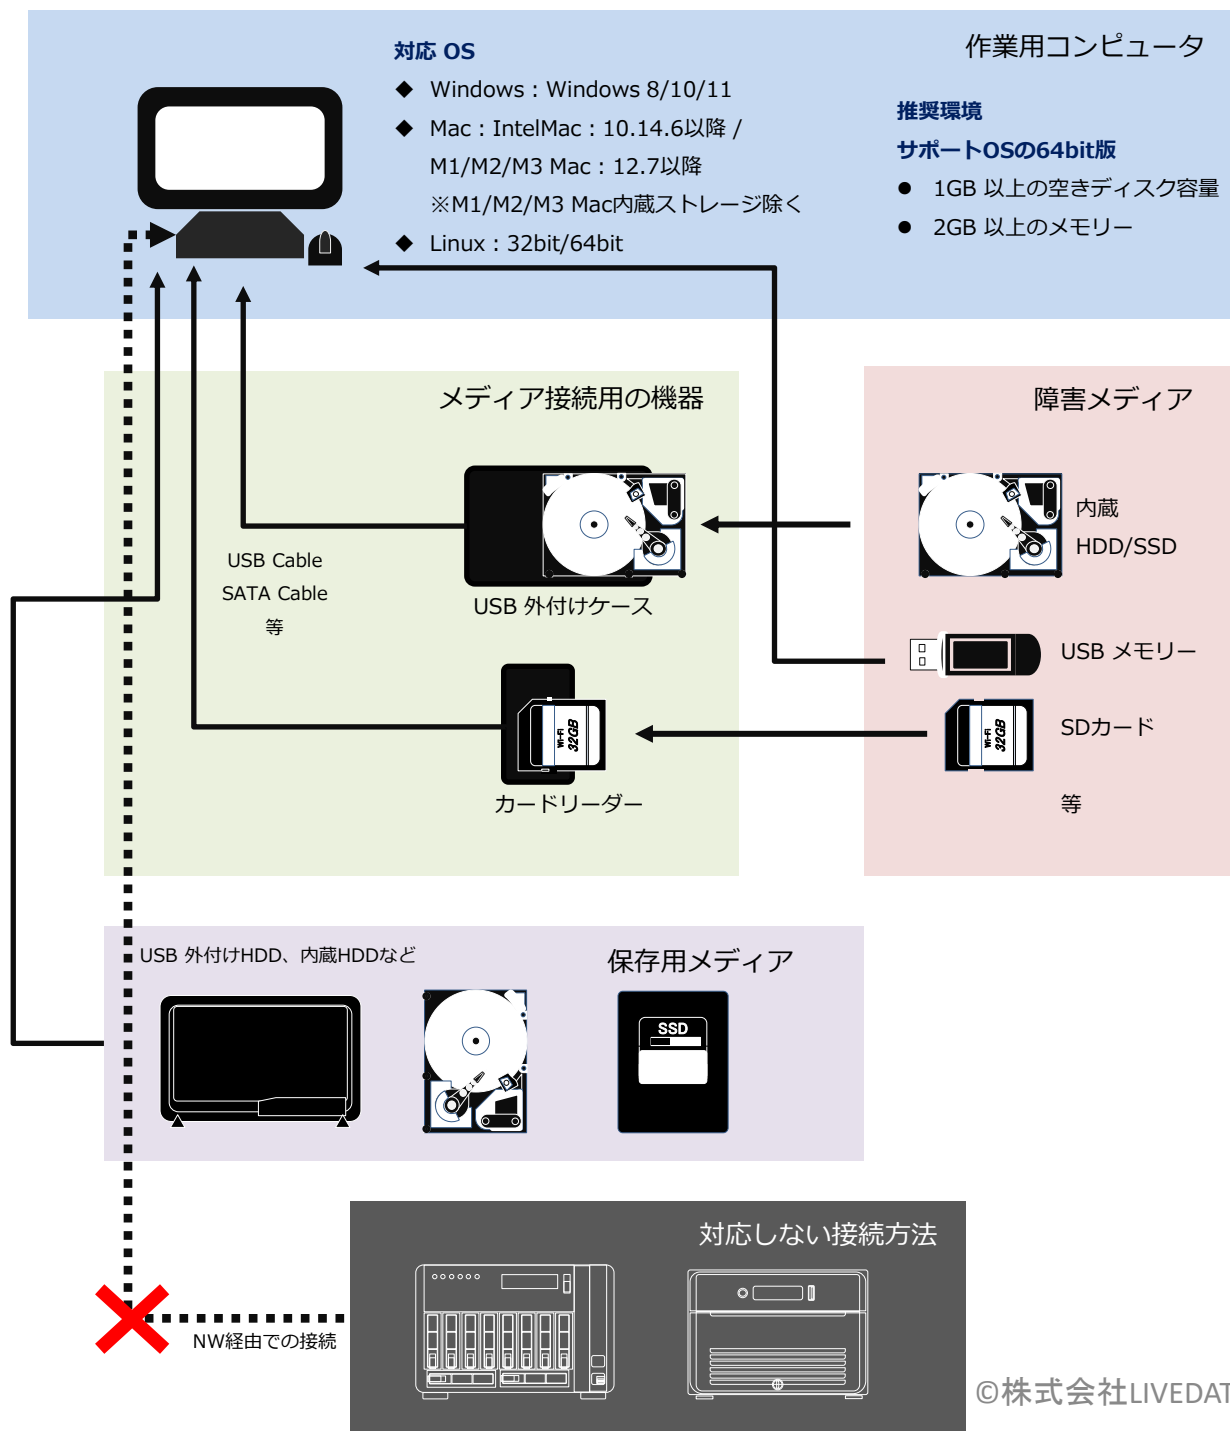 作業用コンピュータ
対応 OS
◆ Windows：Windows 8/10/11
◆ Mac：IntelMac：10.14.6以降 /
M1/M2/M3 Mac：12.7以降
※M1/M2/M3 Mac内蔵ストレージ除く
◆ Linux：32bit/64bit
推奨環境
サポートOSの64bit版
● 1GB 以上の空きディスク容量
● 2GB 以上のメモリー
メディア接続用の機器
USB Cable
SATA Cable
等
USB 外付けケース
Wi-Fi
32GB
カードリーダー
障害メディア
内蔵
HDD/SSD
USB メモリー
Wi-Fi
32GB
SDカード
等
USB 外付けHDD、内蔵HDDなど
保存用メディア
SSD
対応しない接続方法
NW経由での接続
©株式会社LIVEDAT